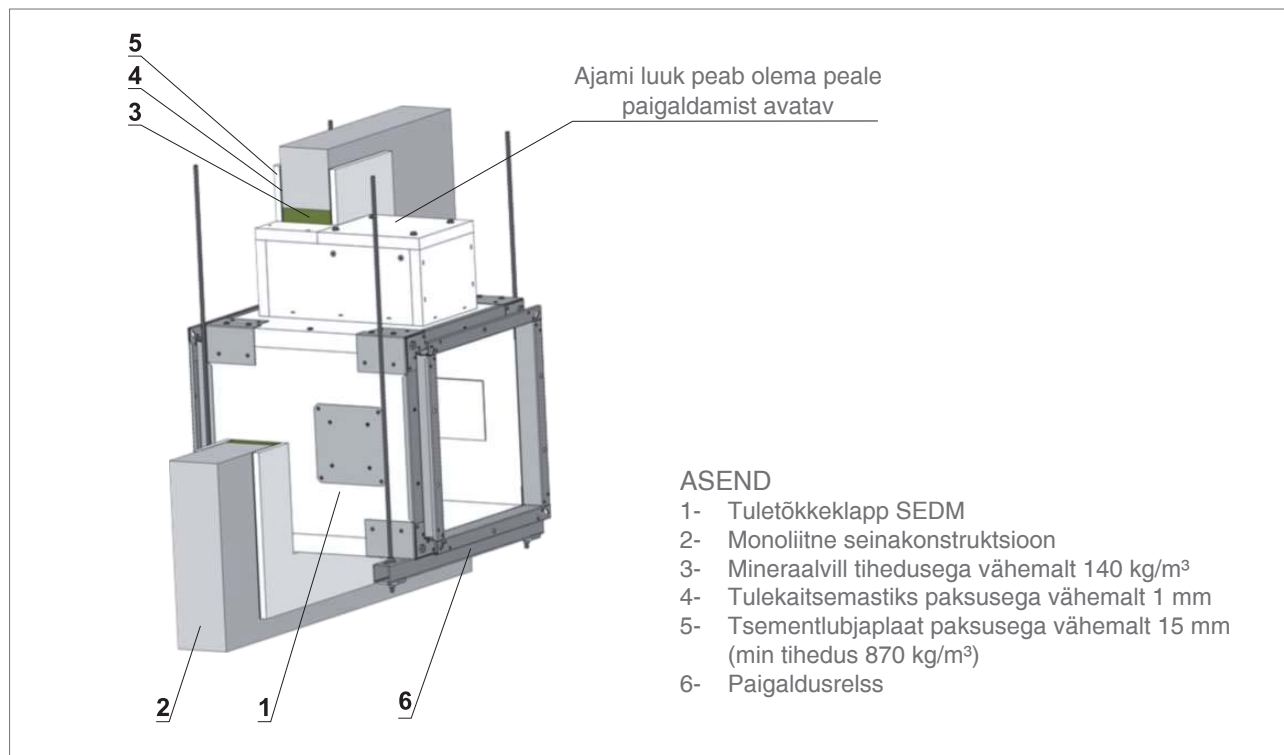 5
4
3
Ajami luuk peab olema peale
paigaldamist avatav
ASEND
1- Tuletõkkeklapp SEDM
2- Monoliitne seinakonstruktsioon
3- Mineraalvill tihedusega vähemalt 140 kg/m³
4- Tulekaitsemastiks paksusega vähemalt 1 mm
5- Tsementlubjaplaat paksusega vähemalt 15 mm
(min tihedus 870 kg/m³)
6- Paigaldusrelss
2
1
6